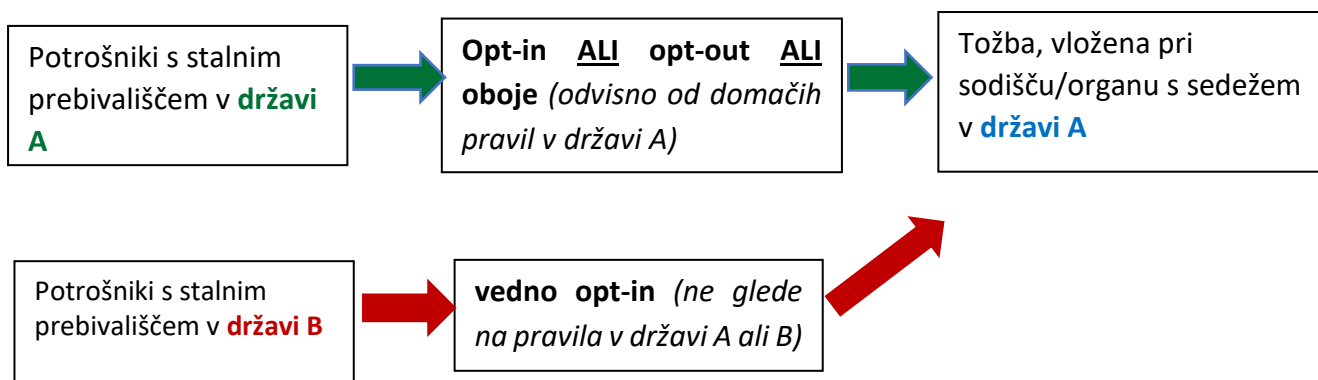 Potrošniki s stalnim
prebivališčem v državi
A
Opt-in ALI opt-out ALI
oboje (odvisno od domačih
pravil v državi A)
Tožba, vložena pri
sodišču/organu s sedežem
v državi A
Potrošniki s stalnim
prebivališčem v državi B
vedno opt-in (ne glede
na pravila v državi A ali B)